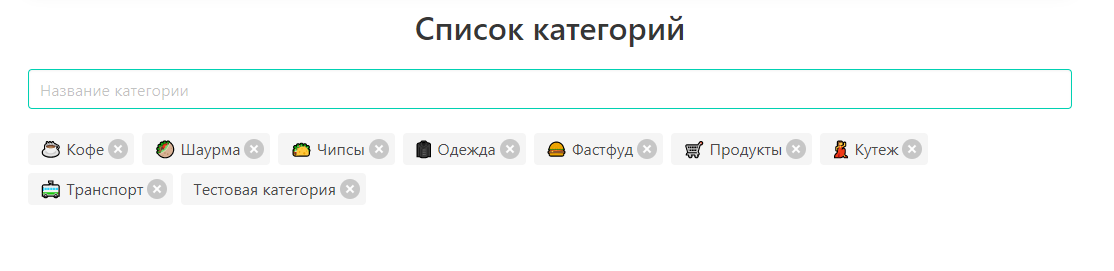 Список категорий
Название категории
Кофе Шаурма Чипсы Одежда Фастфуд Продукты Кутеж
Транспорт Тестовая категория